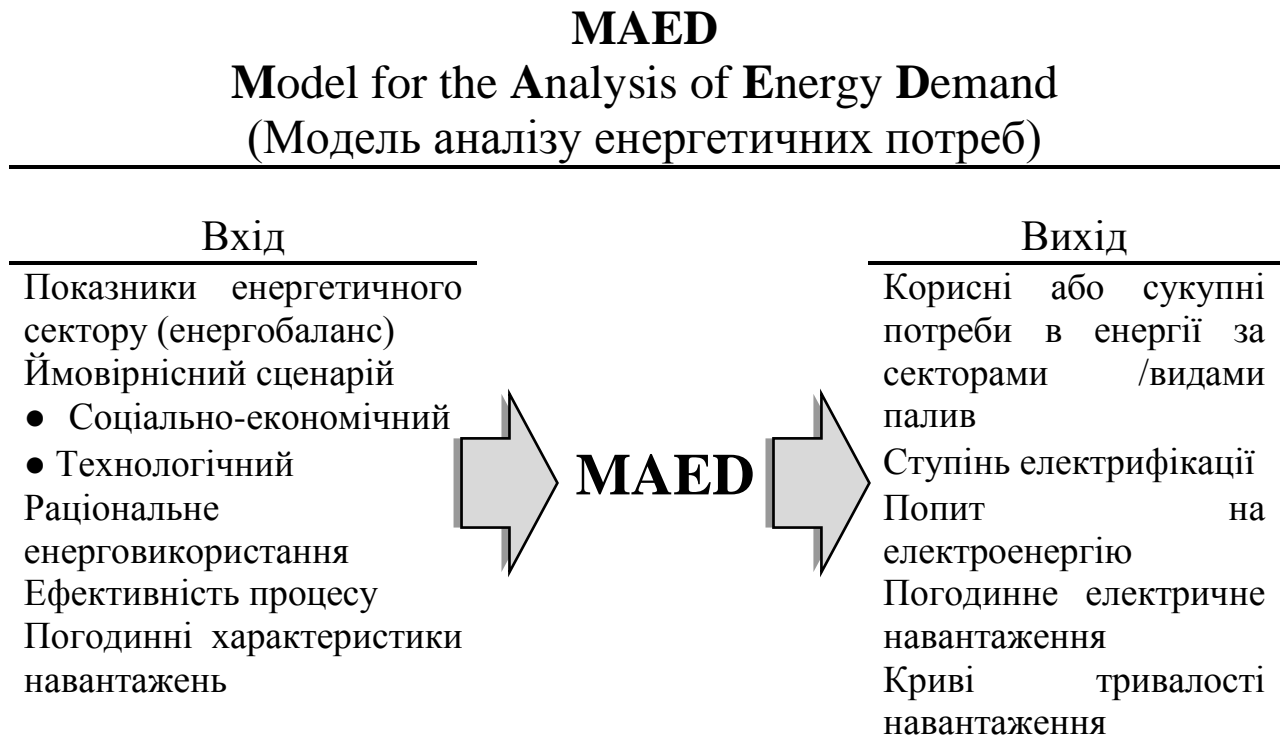 MAED
Model for the Analysis of Energy Demand
(Модель аналізу енергетичних потреб)
Вхід
Показники енергетичного
сектору (енергобаланс)
Ймовірнісний сценарій
● Соціально-економічний
● Технологічний
Раціональне
енерговикористання
Ефективність процесу
Погодинні характеристики
навантажень
MAED
Вихід
Корисні або сукупні
потреби в енергії за
секторами /видами
палив
Ступінь електрифікації
Попит на
електроенергію
Погодинне електричне
навантаження
Криві тривалості
навантаження